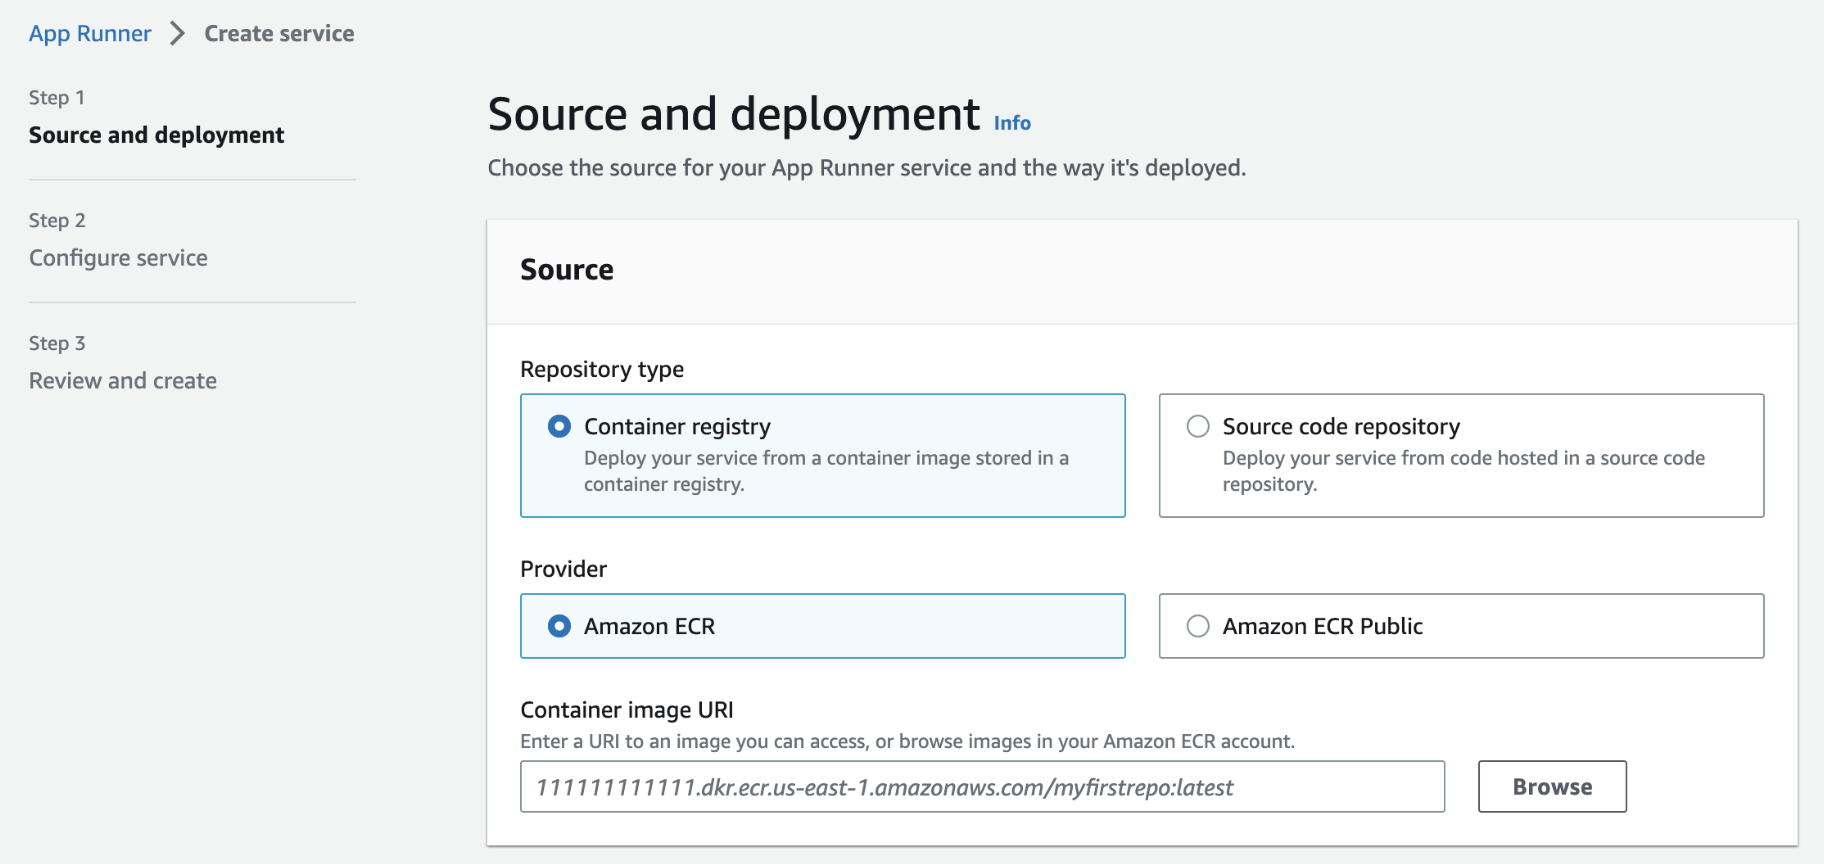 App Runner > Create service
Step 1
Source and deployment
Step 2
Configure service
Step 3
Review and create
Source and deployment Info
Choose the source for your App Runner service and the way it's deployed.
Source
Repository type
Container registry
Deploy your service from a container image stored in a
container registry.
Source code repository
Deploy your service from code hosted in a source code
repository.
Provider
Amazon ECR
Amazon ECR Public
Container image URI
Enter a URI to an image you can access, or browse images in your Amazon ECR account.
111111111111.dkr.ecr.us-east-1.amazonaws.com/myfirstrepo:latest
Browse